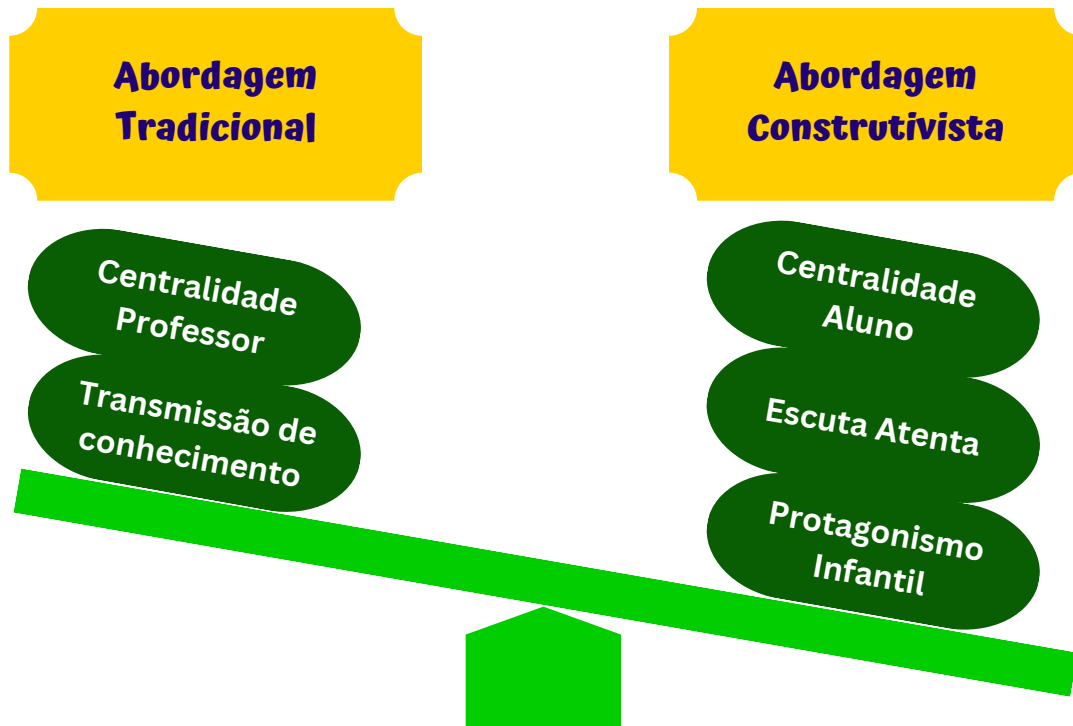 Abordagem
Tradicional
Centralidade
Professor
Transmissão de
conhecimento
Abordagem
Construtivista
Centralidade
Aluno
Escuta Atenta
Protagonismo
Infantil